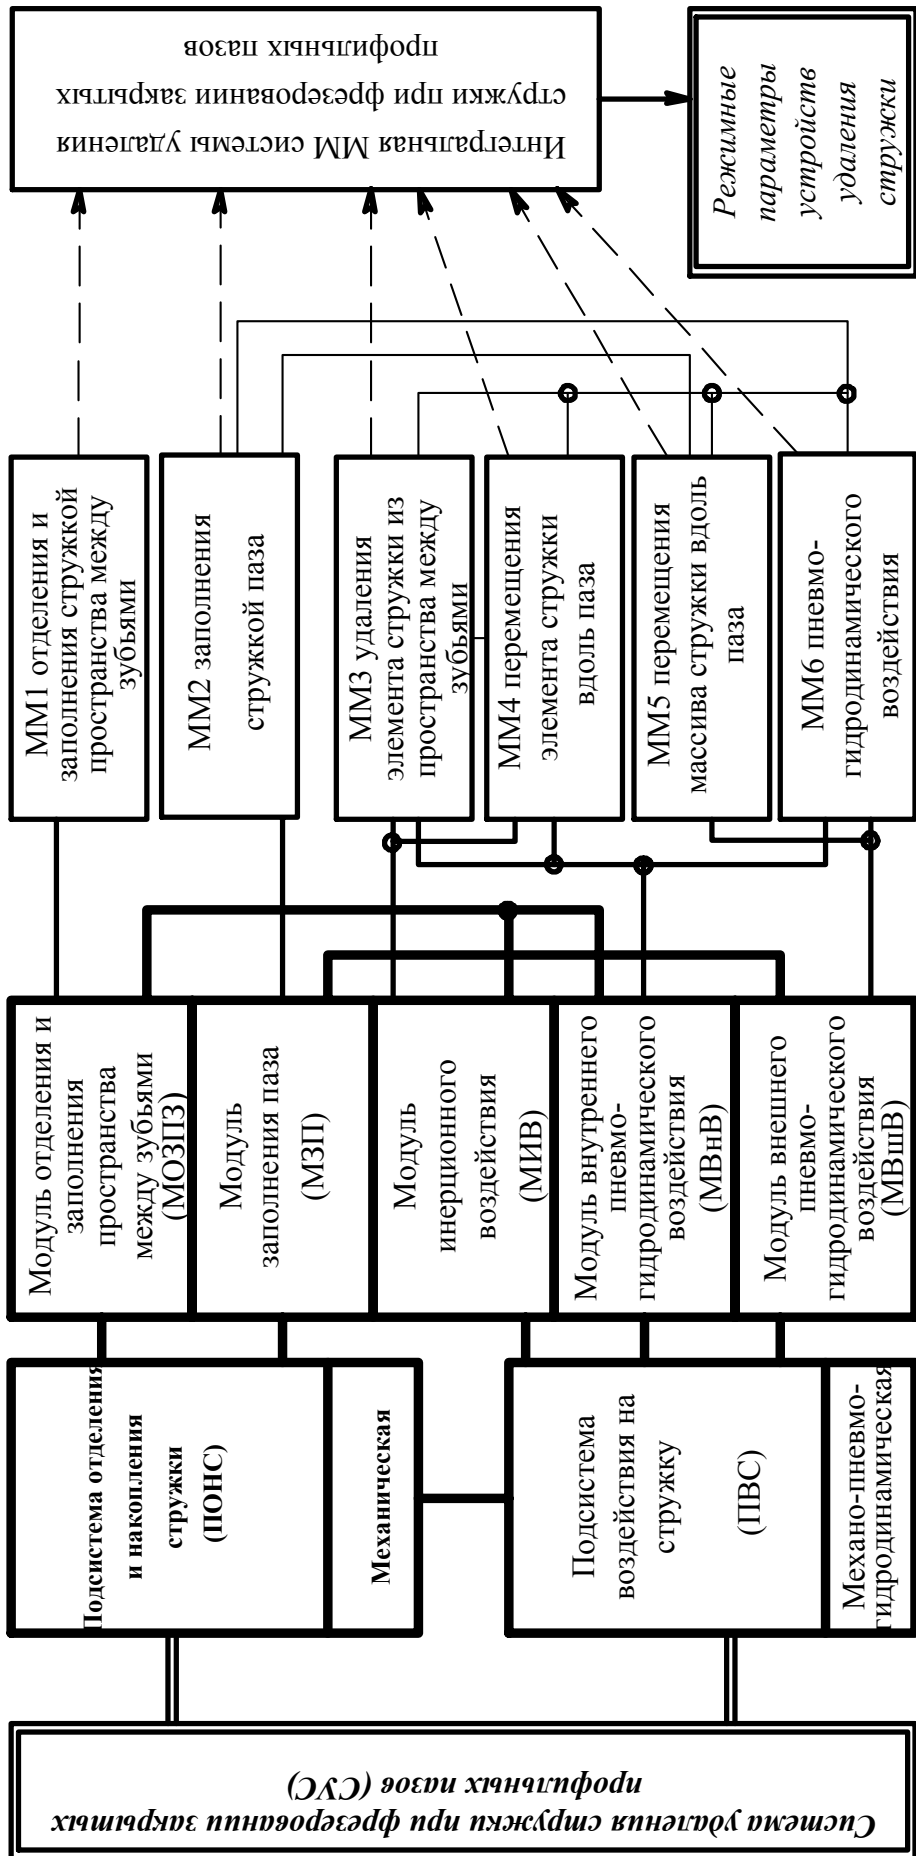 Система удаления стружки при фрезеровании закрытых
профильных пазов (СУС)
Подсистема отделения
и накопления
стружки
(ПОНС)
Механическая
Подсистема
воздействия на
стружку
(ПВС)
Механо-пневмо-
гидродинамическая
Модуль отделения и
заполнения
пространства
между зубьями
(МОЗПЗ)
Модуль
заполнения паза
(МЗП)
Модуль
инерционного
воздействия
(МИВ)
Модуль внутреннего
пневмо-
гидродинамического
воздействия
(МВнВ)
Модуль внешнего
пневмо-
гидродинамического
воздействия
(МВшВ)
ММ1 отделения и
заполнения стружкой
пространства между
зубьями
ММ2 заполнения
стружкой паза
ММ3 удаления
элемента стружки из
пространства между
зубьями
ММ4 перемещения
элемента стружки
вдоль паза
ММ5 перемещения
массива стружки вдоль
паза
ММ6 пневмо-
гидродинамического
воздействия
Интегральная ММ системы удаления
стружки при фрезеровании закрытых
профильных пазов
Режимные
параметры
устройств
удаления
стружки